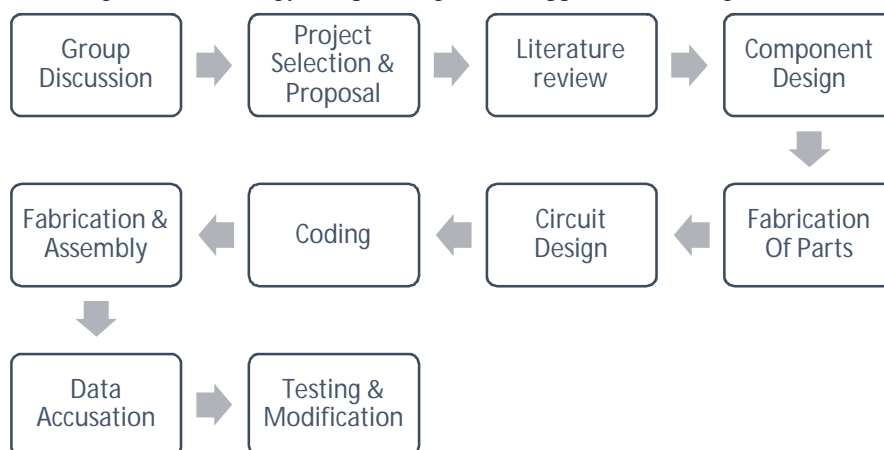 Group
Discussion
Project
Selection &
Proposal
Literature
review
Component
Design
Fabrication &
Assembly
Coding
Circuit
Design
Fabrication
Of Parts
Data
Accusation
Testing &
Modification